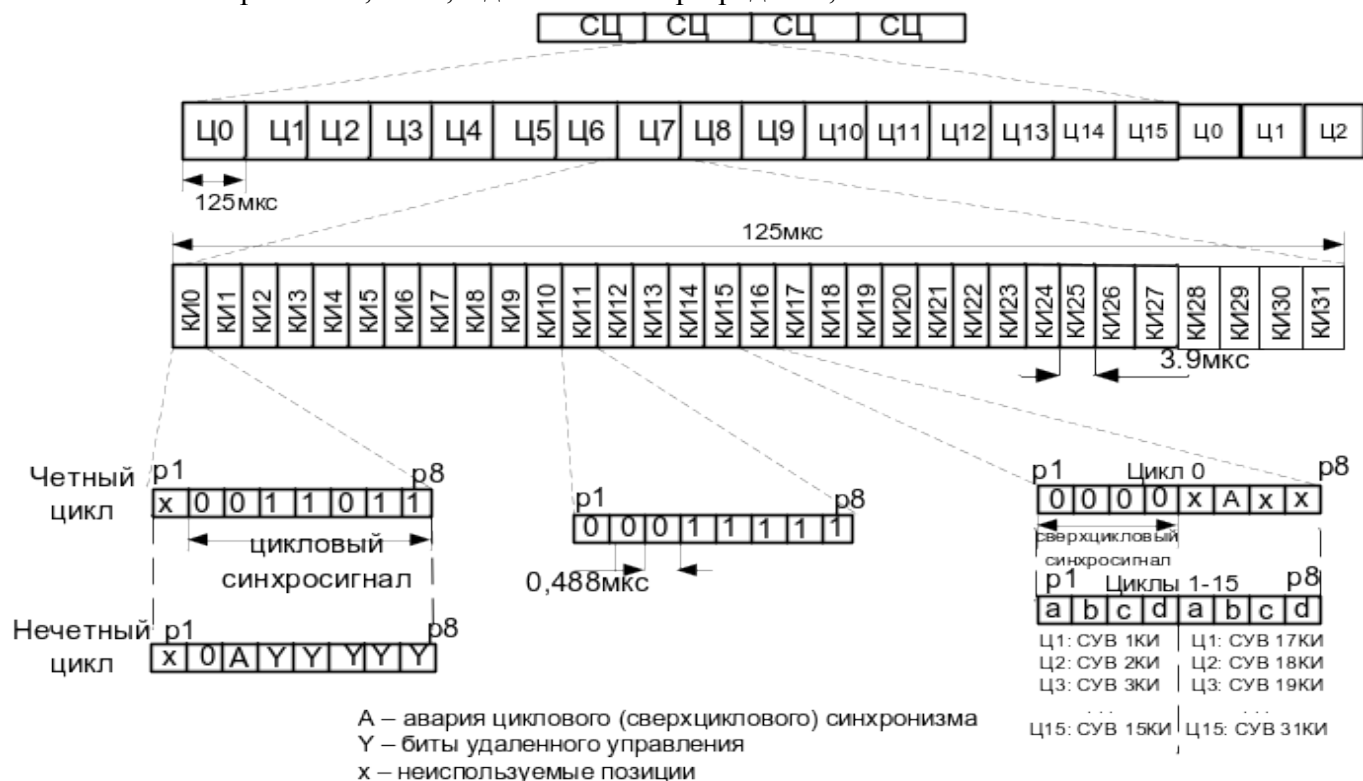 СЦ СЦ СЦ СЦ
Ц0 Ц1 Ц2 Ц3 Ц4 Ц5 Ц6 Ц7 Ц8 Ц9 Ц10 Ц11 Ц12 Ц13 Ц14 Ц15 Ц0 Ц1 Ц2
125мкс
125мкс
КИ0 КИ1 КИ2 КИ3 КИ4 КИ5 КИ6 КИ7 КИ8 КИ9 КИ10 КИ11 КИ12 КИ13 КИ14 КИ15 КИ16 КИ17 КИ18 КИ19 КИ20 КИ21 КИ22 КИ23 КИ24 КИ25 КИ26 КИ27 КИ28 КИ29 КИ30 КИ31
3.9мкс
Четный
цикл
p1 p8
x 0 0 1 1 0 1 1
цикловый
синхросигнал
Нечетный
цикл
p1 p8
x 0 A Y Y Y Y Y
p1 p8
0 0 0 1 1 1 1 1
0,488мкс
p1 Цикл 0 p8
0 0 0 0 x A x x
сверхцикловый
синхросигнал
p1 Циклы 1-15 p8
a b c d a b c d
Ц1: СУВ 1КИ Ц1: СУВ 17КИ
Ц2: СУВ 2КИ Ц2: СУВ 18КИ
Ц3: СУВ 3КИ Ц3: СУВ 19КИ
... ...
Ц15: СУВ 15КИ Ц15: СУВ 31КИ
А – авария циклового (сверхциклового) синхронизма
Y – биты удаленного управления
x – неиспользуемые позиции